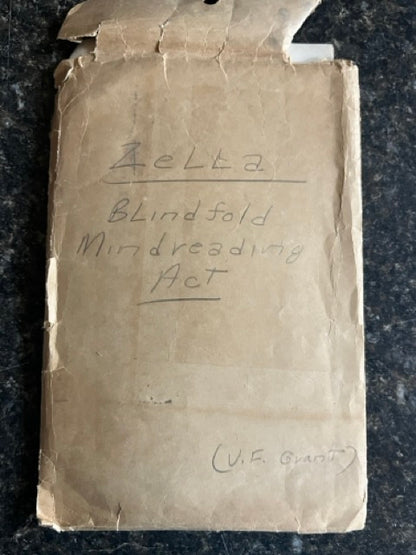 Zelta
Blindfold
Mindreading
Act
(U.F. Grant)